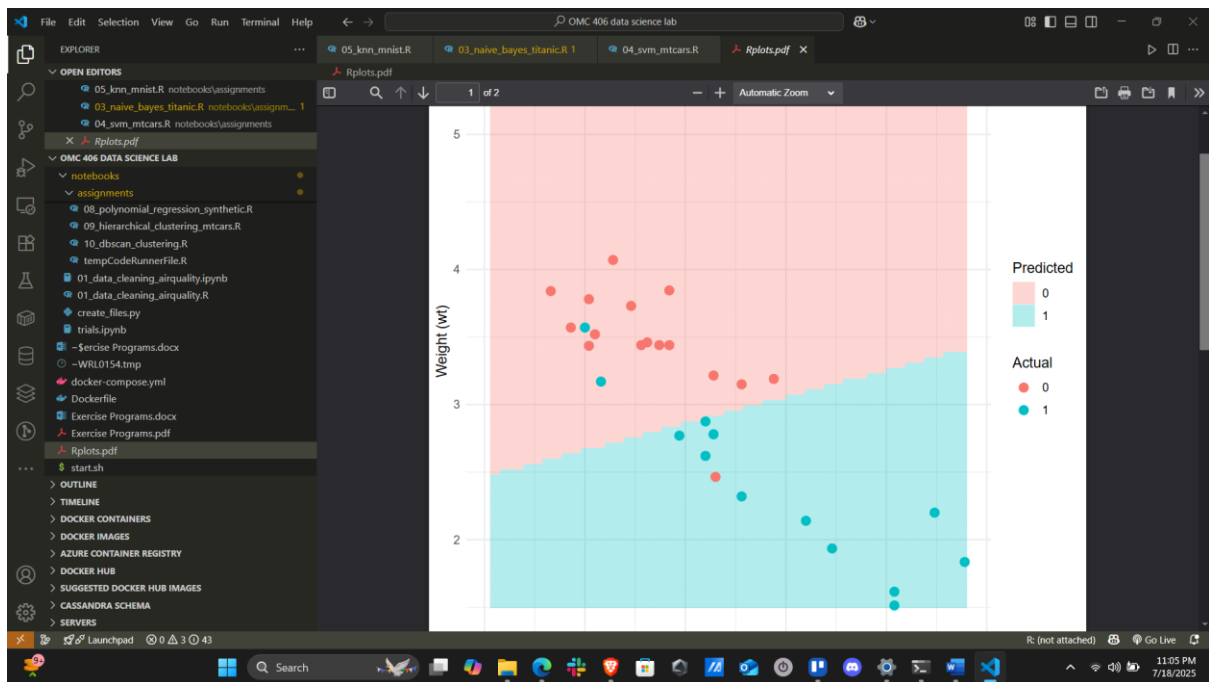 File Edit Selection View Go Run Terminal Help
OMC 406 data science lab
EXPLORER
05_knn_mnist.R
03_naive_bayes_titanic.R 1
04_svm_mtcars.R
Rplots.pdf
OPEN EDITORS
05_knn_mnist.R notebooks\assignments
03_naive_bayes_titanic.R notebooks\assignm... 1
04_svm_mtcars.R notebooks\assignments
Rplots.pdf
OMC 406 DATA SCIENCE LAB
notebooks
assignments
08_polynomial_regression_synthetic.R
09_hierarchical_clustering_mtcars.R
10_dbscan_clustering.R
tempCodeRunnerFile.R
01_data_cleaning_airquality.ipynb
01_data_cleaning_airquality.R
create_files.py
trials.ipynb
~$ercise Programs.docx
~WRL0154.tmp
docker-compose.yml
Dockerfile
Exercise Programs.docx
Exercise Programs.pdf
Rplots.pdf
start.sh
OUTLINE
TIMELINE
DOCKER CONTAINERS
DOCKER IMAGES
AZURE CONTAINER REGISTRY
DOCKER HUB
SUGGESTED DOCKER HUB IMAGES
CASSANDRA SCHEMA
SERVERS
Rplots.pdf
1 of 2
Automatic Zoom
5
4
3
2
Weight (wt)
Predicted
0
1
Actual
0
1
Launchpad 0 3 43
R: (not attached)
Go Live
9+
Search
11:05 PM
7/18/2025